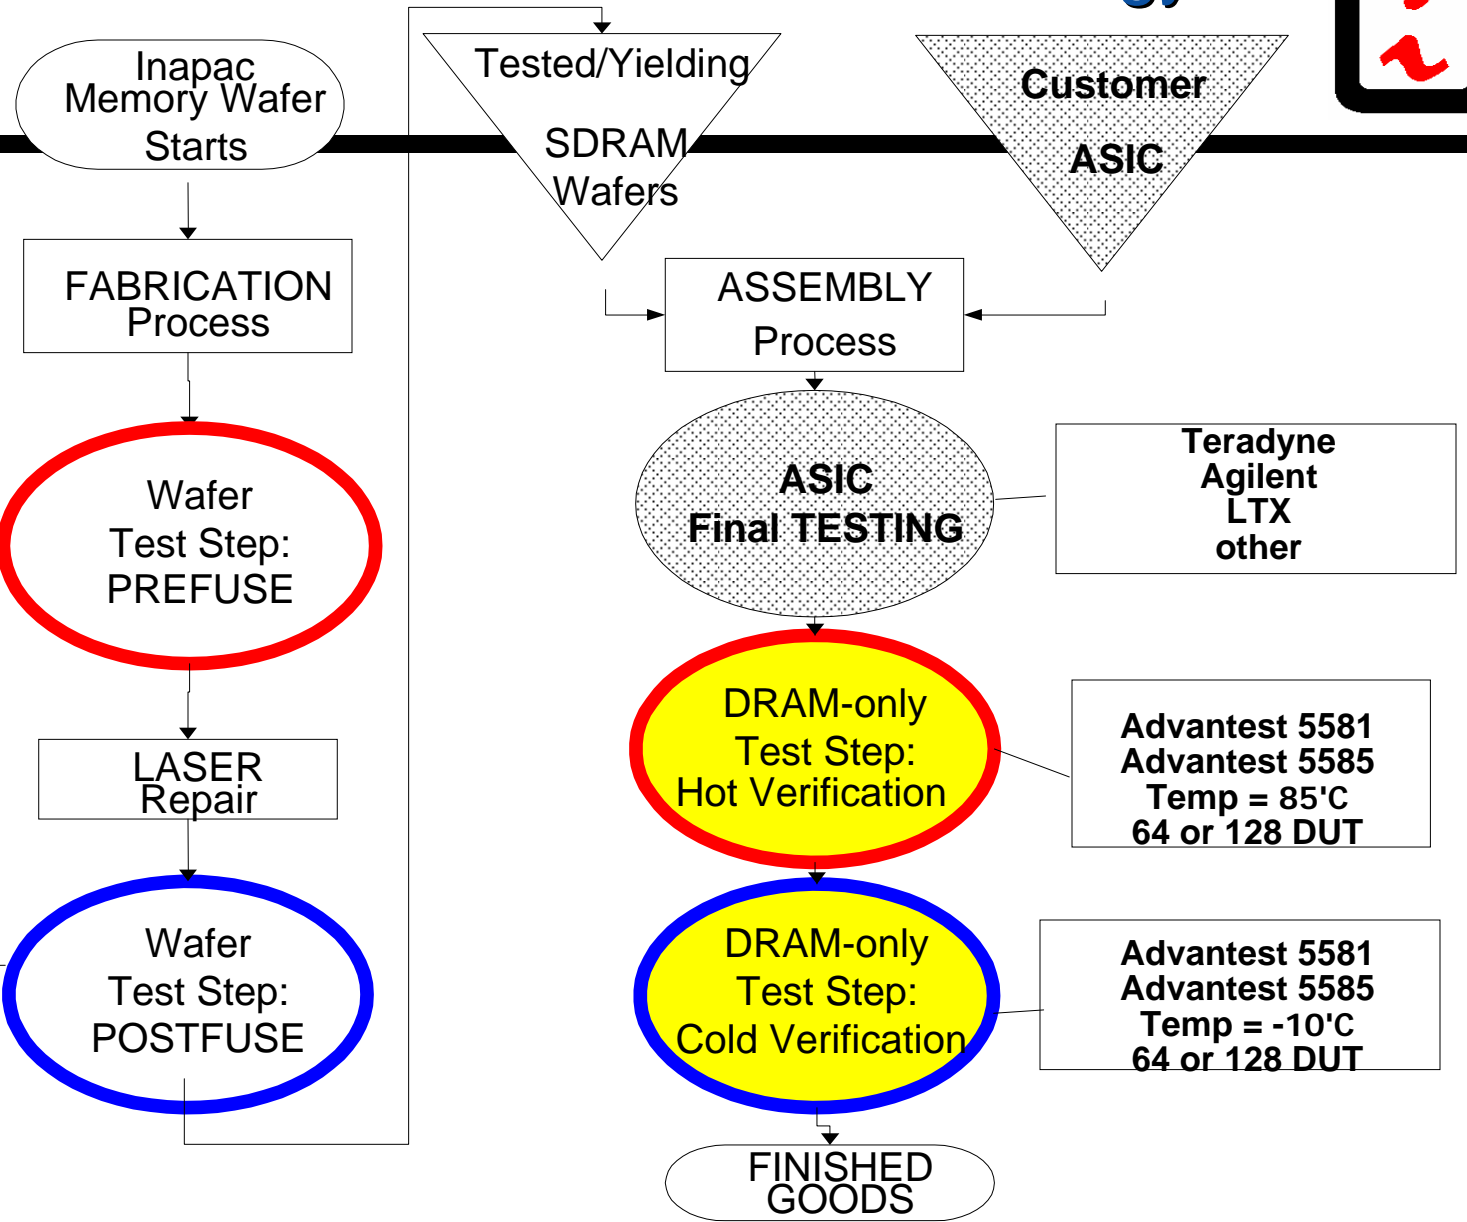 gy
Inapac
Memory Wafer
Starts
FABRICATION
Process
Wafer
Test Step:
PREFUSE
LASER
Repair
Wafer
Test Step:
POSTFUSE
Tested/Yielding
SDRAM
Wafers
Customer
ASIC
ASSEMBLY
Process
ASIC
Final TESTING
Teradyne
Agilent
LTX
other
DRAM-only
Test Step:
Hot Verification
Advantest 5581
Advantest 5585
Temp = 85'C
64 or 128 DUT
DRAM-only
Test Step:
Cold Verification
Advantest 5581
Advantest 5585
Temp = -10'C
64 or 128 DUT
FINISHED
GOODS